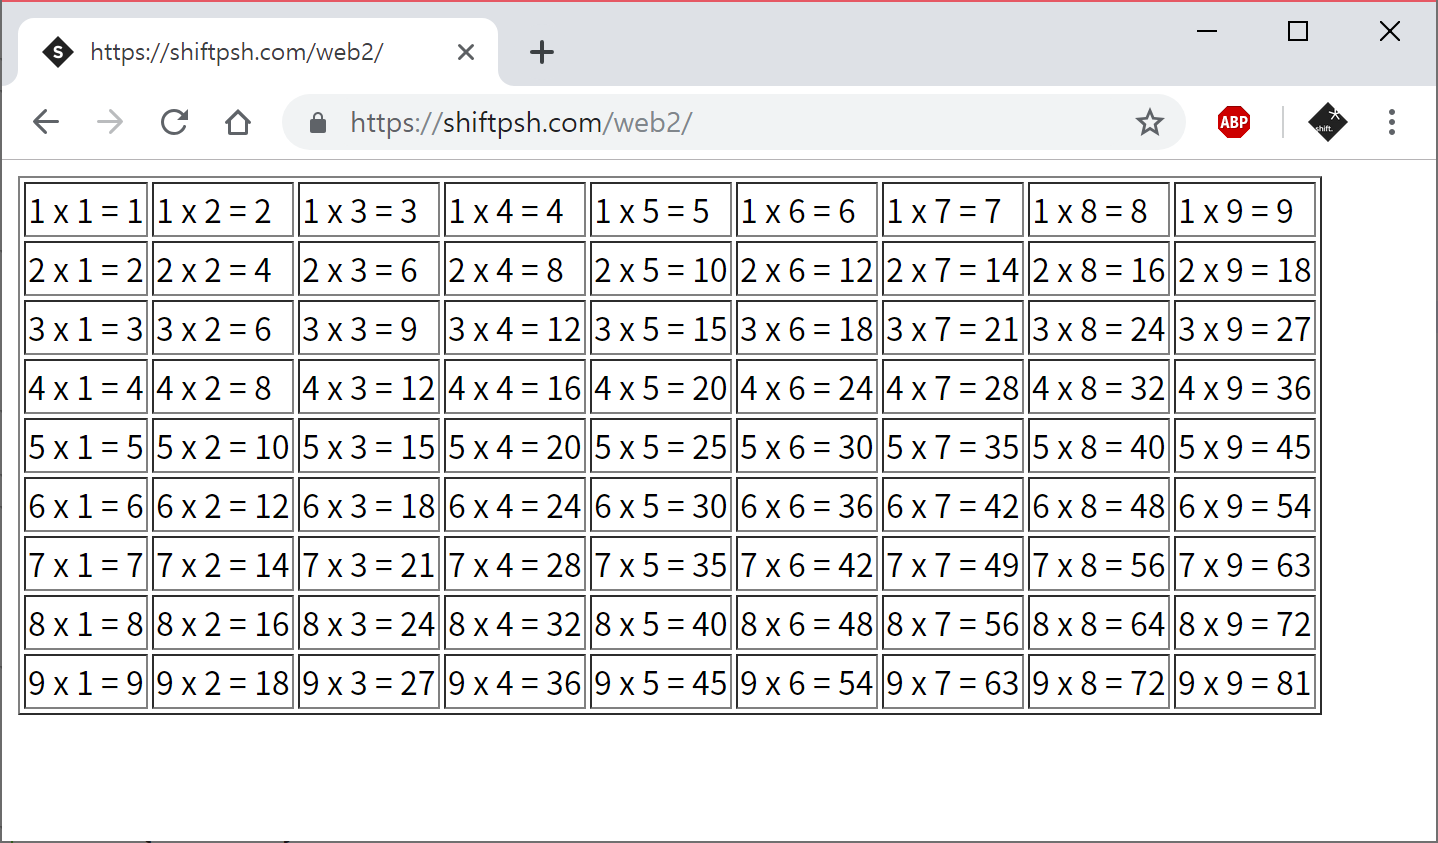 S https://shiftpsh.com/web2/
https://shiftpsh.com/web2/ ABP shift.
1 x 1 = 1 1 x 2 = 2 1 x 3 = 3 1 x 4 = 4 1 x 5 = 5 1 x 6 = 6 1 x 7 = 7 1 x 8 = 8 1 x 9 = 9
2 x 1 = 2 2 x 2 = 4 2 x 3 = 6 2 x 4 = 8 2 x 5 = 10 2 x 6 = 12 2 x 7 = 14 2 x 8 = 16 2 x 9 = 18
3 x 1 = 3 3 x 2 = 6 3 x 3 = 9 3 x 4 = 12 3 x 5 = 15 3 x 6 = 18 3 x 7 = 21 3 x 8 = 24 3 x 9 = 27
4 x 1 = 4 4 x 2 = 8 4 x 3 = 12 4 x 4 = 16 4 x 5 = 20 4 x 6 = 24 4 x 7 = 28 4 x 8 = 32 4 x 9 = 36
5 x 1 = 5 5 x 2 = 10 5 x 3 = 15 5 x 4 = 20 5 x 5 = 25 5 x 6 = 30 5 x 7 = 35 5 x 8 = 40 5 x 9 = 45
6 x 1 = 6 6 x 2 = 12 6 x 3 = 18 6 x 4 = 24 6 x 5 = 30 6 x 6 = 36 6 x 7 = 42 6 x 8 = 48 6 x 9 = 54
7 x 1 = 7 7 x 2 = 14 7 x 3 = 21 7 x 4 = 28 7 x 5 = 35 7 x 6 = 42 7 x 7 = 49 7 x 8 = 56 7 x 9 = 63
8 x 1 = 8 8 x 2 = 16 8 x 3 = 24 8 x 4 = 32 8 x 5 = 40 8 x 6 = 48 8 x 7 = 56 8 x 8 = 64 8 x 9 = 72
9 x 1 = 9 9 x 2 = 18 9 x 3 = 27 9 x 4 = 36 9 x 5 = 45 9 x 6 = 54 9 x 7 = 63 9 x 8 = 72 9 x 9 = 81